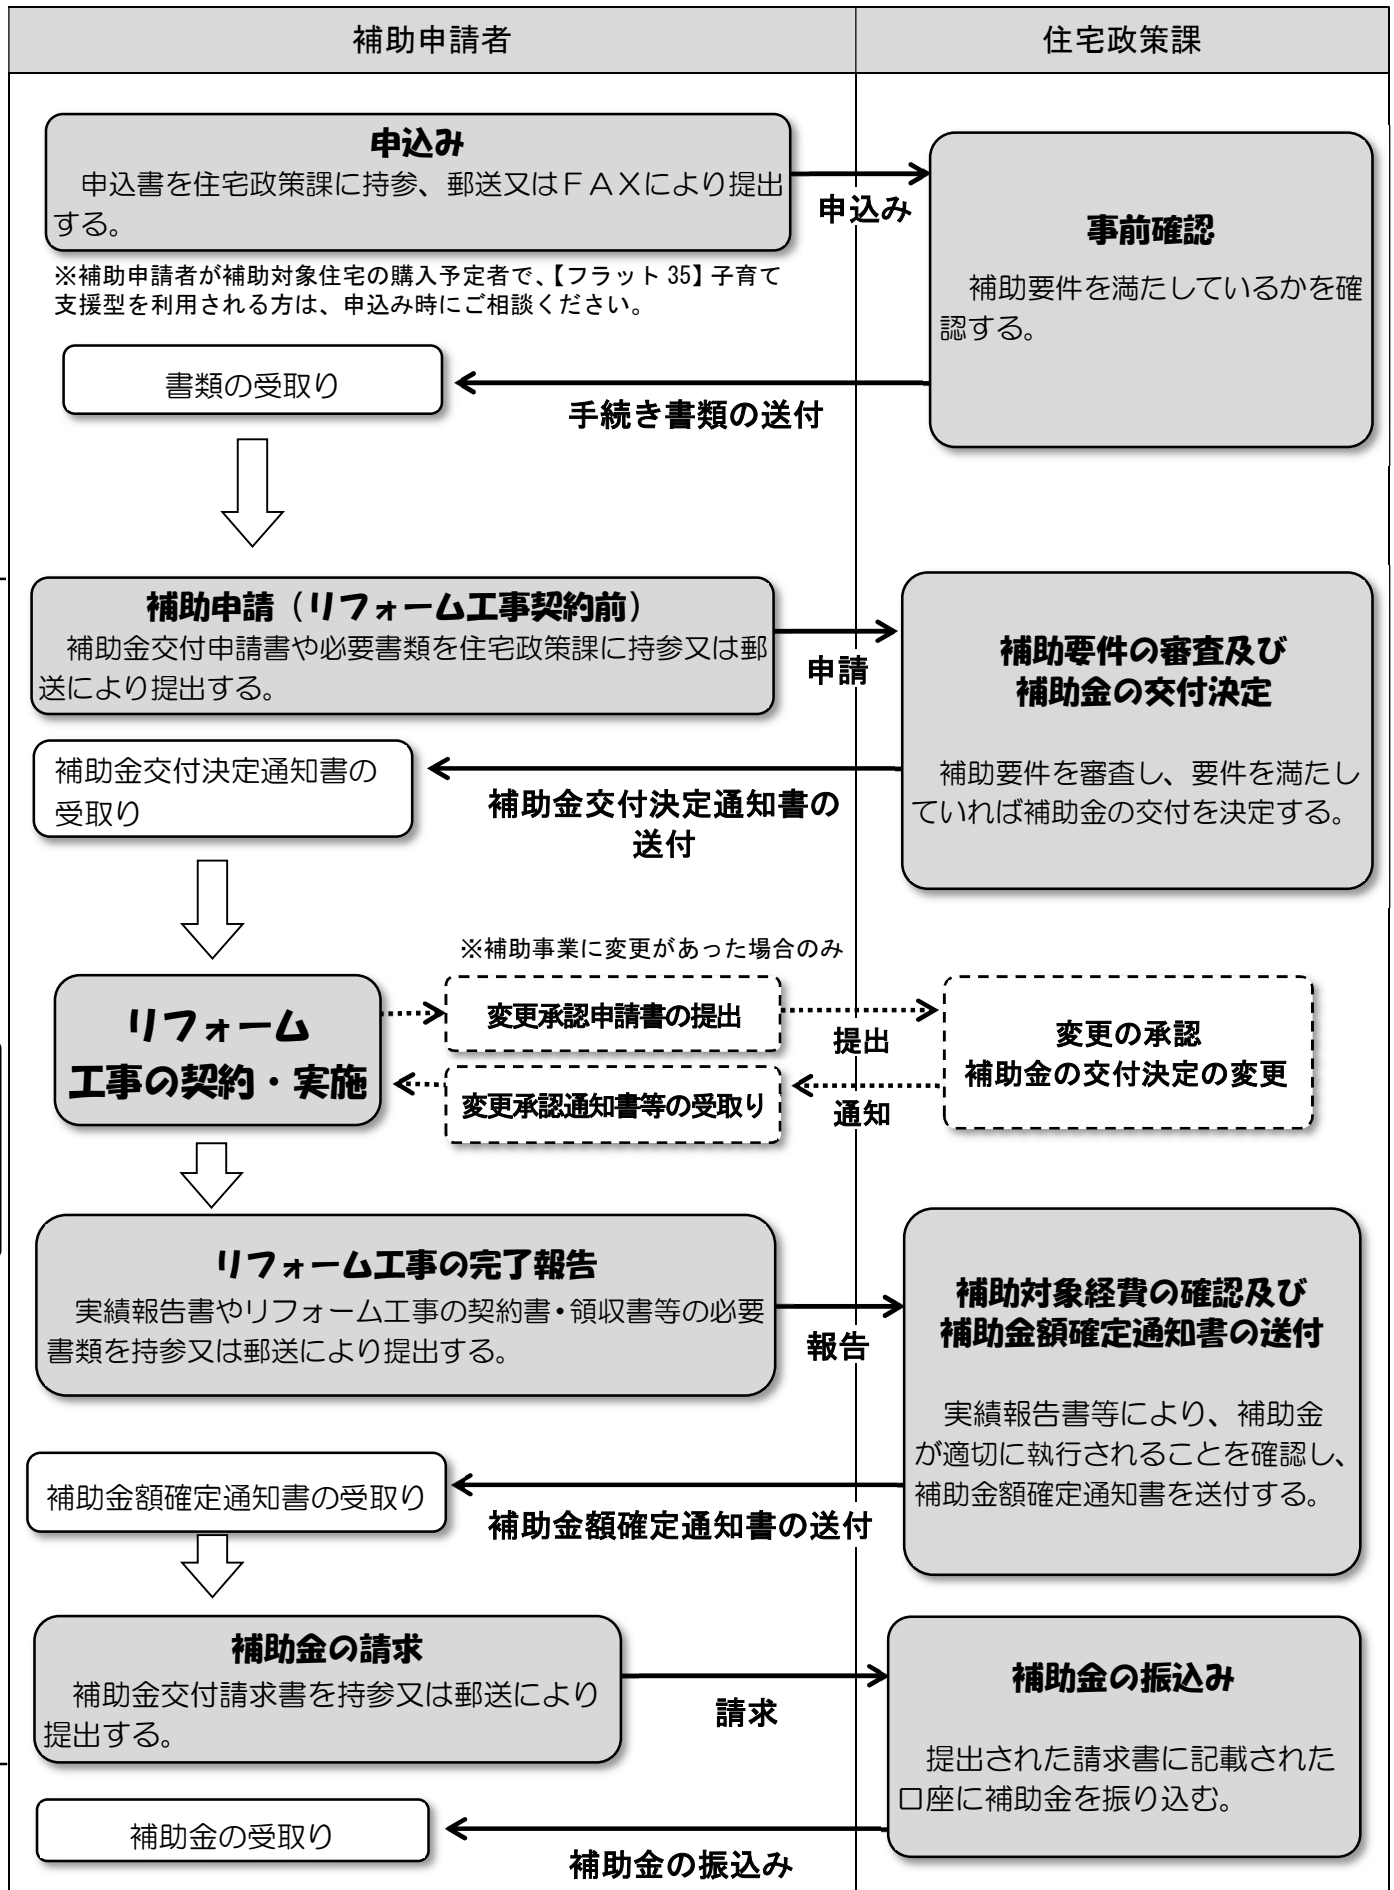 補助申請者
住宅政策課
申込み
申込書を住宅政策課に持参、郵送又はＦＡＸにより提出
する。
申込み
事前確認
補助要件を満たしているかを確
認する。
※補助申請者が補助対象住宅の購入予定者で、【フラット 35】子育て
支援型を利用される方は、申込み時にご相談ください。
書類の受取り
手続き書類の送付
補助申請（リフォーム工事契約前）
補助金交付申請書や必要書類を住宅政策課に持参又は郵
送により提出する。
申請
補助要件の審査及び
補助金の交付決定
補助要件を審査し、要件を満たし
ていれば補助金の交付を決定する。
補助金交付決定通知書の
受取り
補助金交付決定通知書の
送付
※補助事業に変更があった場合のみ
リフォーム
工事の契約・実施
変更承認申請書の提出
提出
変更の承認
補助金の交付決定の変更
変更承認通知書等の受取り
通知
リフォーム工事の完了報告
実績報告書やリフォーム工事の契約書・領収書等の必要
書類を持参又は郵送により提出する。
報告
補助対象経費の確認及び
補助金額確定通知書の送付
実績報告書等により、補助金
が適切に執行されることを確認し、
補助金額確定通知書を送付する。
補助金額確定通知書の受取り
補助金額確定通知書の送付
補助金の請求
補助金交付請求書を持参又は郵送により
提出する。
請求
補助金の振込み
提出された請求書に記載された
口座に補助金を振り込む。
補助金の受取り
補助金の振込み